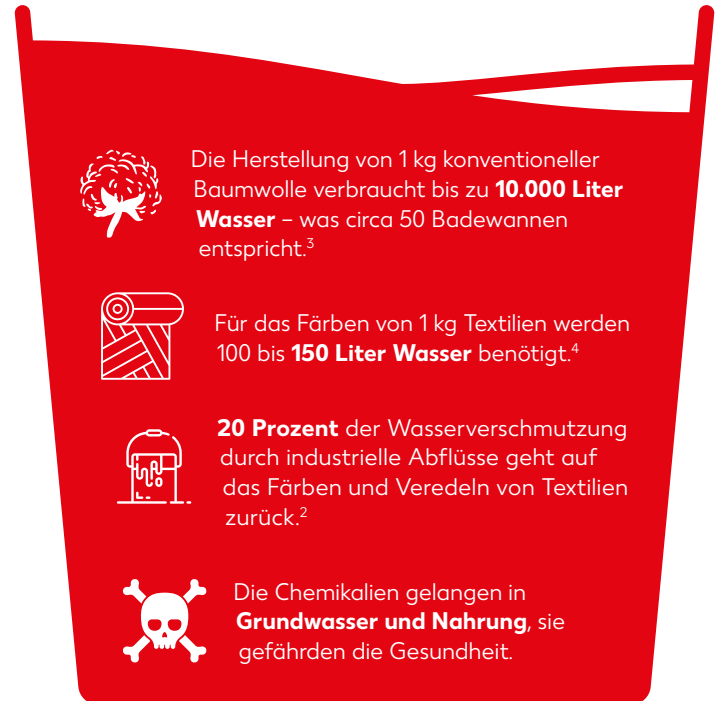 Die Herstellung von 1 kg konventioneller
Baumwolle verbraucht bis zu 10.000 Liter
Wasser – was circa 50 Badewannen
entspricht.³
Für das Färben von 1 kg Textilien werden
100 bis 150 Liter Wasser benötigt.⁴
20 Prozent der Wasserverschmutzung
durch industrielle Abflüsse geht auf
das Färben und Veredeln von Textilien
zurück.²
Die Chemikalien gelangen in
Grundwasser und Nahrung, sie
gefährden die Gesundheit.